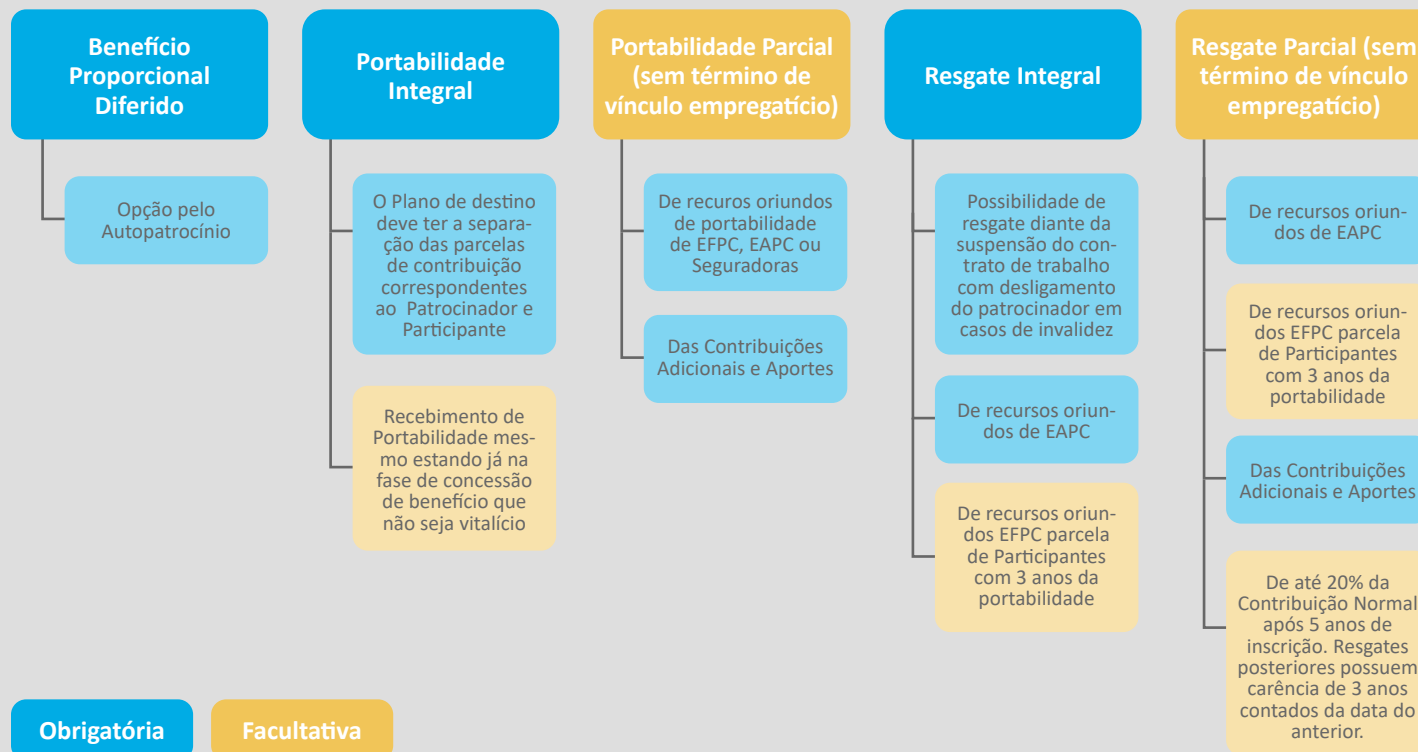 Benefício
Proporcional
Diferido
Opção pelo
Autopatrocínio
Portabilidade
Integral
O Plano de destino
deve ter a separa-
ção das parcelas
de contribuição
correspondentes
ao Patrocinador e
Participante
Recebimento de
Portabilidade mes-
mo estando já na
fase de concessão
de benefício que
não seja vitalício
Portabilidade Parcial
(sem término de
vínculo empregatício)
De recuros oriundos
de portabilidade
de EFPC, EAPC ou
Seguradoras
Das Contribuições
Adicionais e Aportes
Resgate Integral
Possibilidade de
resgate diante da
suspensão do con-
trato de trabalho
com desligamento
do patrocinador em
casos de invalidez
De recursos oriun-
dos de EAPC
De recursos oriun-
dos EFPC parcela
de Participantes
com 3 anos da
portabilidade
Resgate Parcial (sem
término de vínculo
empregatício)
De recursos oriun-
dos de EAPC
De recursos oriun-
dos EFPC parcela
de Participantes
com 3 anos da
portabilidade
Das Contribuições
Adicionais e Aportes
De até 20% da
Contribuição Normal
após 5 anos de
inscrição. Resgates
posteriores possuem
carência de 3 anos
contados da data do
anterior.
Obrigatória
Facultativa